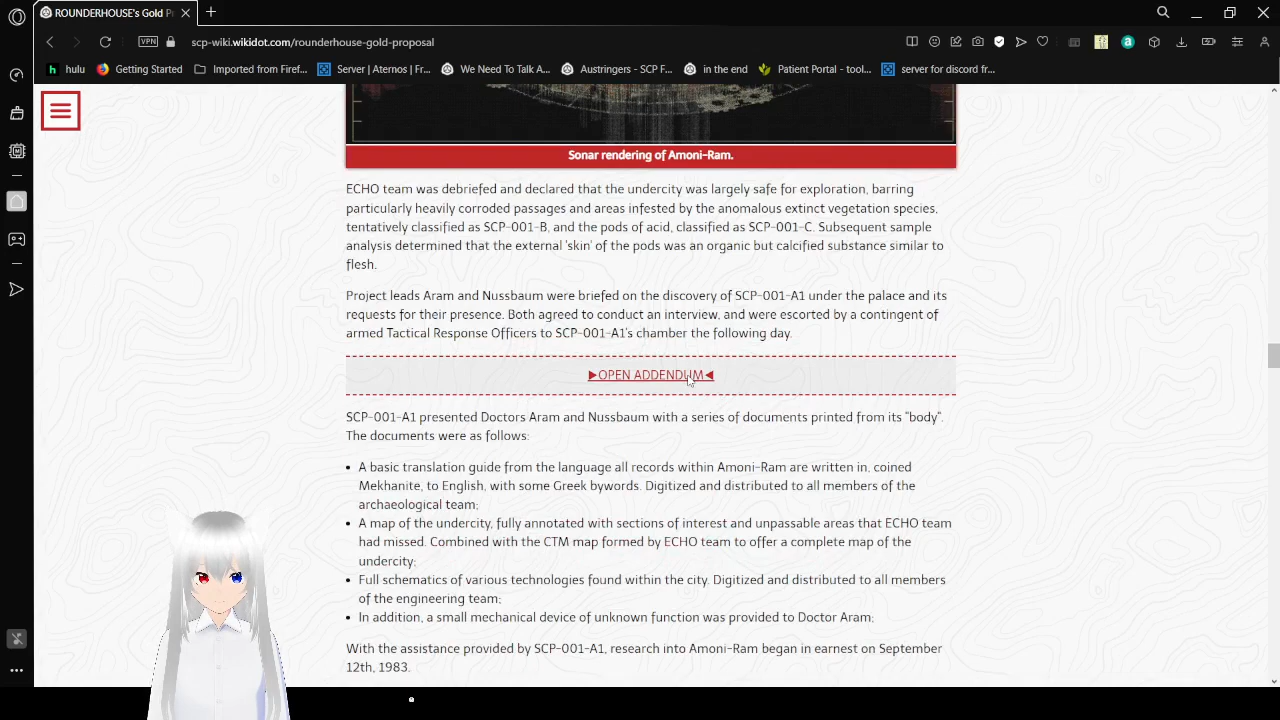 ROUNDERHOUSE's Gold P
scp-wiki.wikidot.com/rounderhouse-gold-proposal
VPN
hulu
Getting Started
Imported from Firef...
Server | Aternos | Fr...
We Need To Talk A...
Austringers - SCP F...
in the end
Patient Portal - tool...
server for discord fr...
Sonar rendering of Amoni-Ram.
ECHO team was debriefed and declared that the undercity was largely safe for exploration, barring
particularly heavily corroded passages and areas infested by the anomalous extinct vegetation species,
tentatively classified as SCP-001-B, and the pods of acid, classified as SCP-001-C. Subsequent sample
analysis determined that the external 'skin' of the pods was an organic but calcified substance similar to
flesh.
Project leads Aram and Nussbaum were briefed on the discovery of SCP-001-A1 under the palace and its
requests for their presence. Both agreed to conduct an interview, and were escorted by a contingent of
armed Tactical Response Officers to SCP-001-A1's chamber the following day.
▶OPEN ADDENDUM◀
SCP-001-A1 presented Doctors Aram and Nussbaum with a series of documents printed from its "body".
The documents were as follows:
• A basic translation guide from the language all records within Amoni-Ram are written in, coined
Mekhanite, to English, with some Greek bywords. Digitized and distributed to all members of the
archaeological team;
• A map of the undercity, fully annotated with sections of interest and unpassable areas that ECHO team
had missed. Combined with the CTM map formed by ECHO team to offer a complete map of the
undercity;
• Full schematics of various technologies found within the city. Digitized and distributed to all members
of the engineering team;
• In addition, a small mechanical device of unknown function was provided to Doctor Aram;
With the assistance provided by SCP-001-A1, research into Amoni-Ram began in earnest on September
12th, 1983.